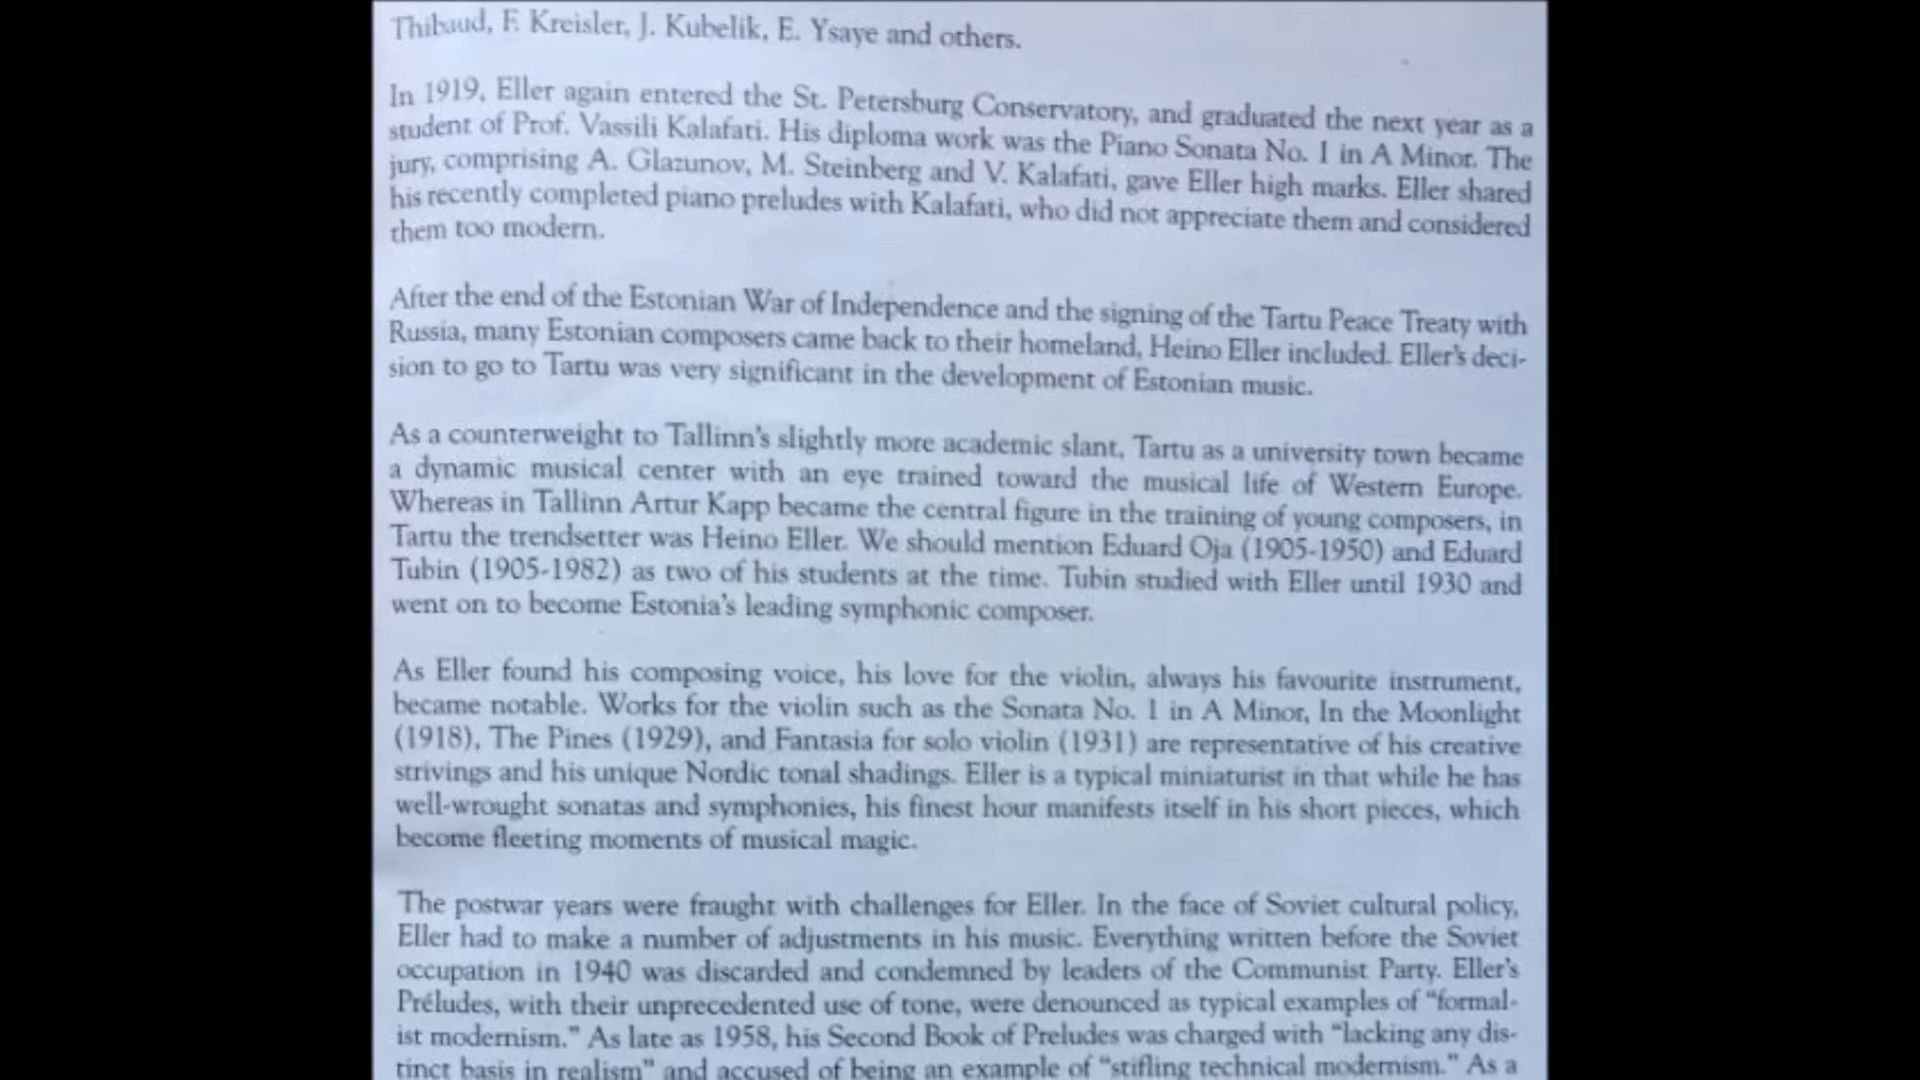 Thibaud, F. Kreisler, J. Kubelik, E. Ysaye and others.
In 1919, Eller again entered the St. Petersburg Conservatory, and graduated the next year as a
student of Prof. Vassili Kalafati. His diploma work was the Piano Sonata No. 1 in A Minor. The
jury, comprising A. Glazunov, M. Steinberg and V. Kalafati, gave Eller high marks. Eller shared
his recently completed piano preludes with Kalafati, who did not appreciate them and considered
them too modern.
After the end of the Estonian War of Independence and the signing of the Tartu Peace Treaty with
Russia, many Estonian composers came back to their homeland, Heino Eller included. Eller's deci-
sion to go to Tartu was very significant in the development of Estonian music.
As a counterweight to Tallinn's slightly more academic slant, Tartu as a university town became
a dynamic musical center with an eye trained toward the musical life of Western Europe.
Whereas in Tallinn Artur Kapp became the central figure in the training of young composers, in
Tartu the trendsetter was Heino Eller. We should mention Eduard Oja (1905-1950) and Eduard
Tubin (1905-1982) as two of his students at the time. Tubin studied with Eller until 1930 and
went on to become Estonia's leading symphonic composer.
As Eller found his composing voice, his love for the violin, always his favourite instrument,
became notable. Works for the violin such as the Sonata No. 1 in A Minor, In the Moonlight
(1918), The Pines (1929), and Fantasia for solo violin (1931) are representative of his creative
strivings and his unique Nordic tonal shadings. Eller is a typical miniaturist in that while he has
well-wrought sonatas and symphonies, his finest hour manifests itself in his short pieces, which
become fleeting moments of musical magic.
The postwar years were fraught with challenges for Eller. In the face of Soviet cultural policy,
Eller had to make a number of adjustments in his music. Everything written before the Soviet
occupation in 1940 was discarded and condemned by leaders of the Communist Party. Eller's
Préludes, with their unprecedented use of tone, were denounced as typical examples of "formal-
ist modernism." As late as 1958, his Second Book of Preludes was charged with "lacking any dis-
tinct basis in realism" and accused of being an example of "stifling technical modernism." As a